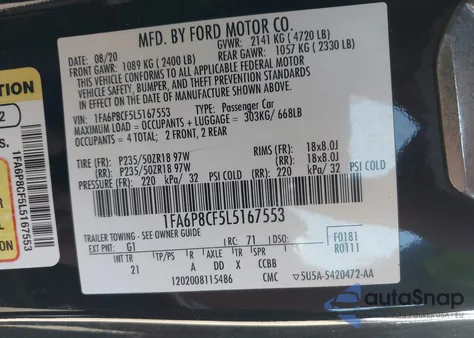 MFD. BY FORD MOTOR CO.
08/20
GVWR: 2141 KG (4720 LB)
FRONT GAWR: 1089 KG (2400 LB)
REAR GAWR: 1057 KG (2330 LB)
THIS VEHICLE CONFORMS TO ALL APPLICABLE FEDERAL MOTOR
VEHICLE SAFETY, BUMPER, AND THEFT PREVENTION STANDARDS
IN EFFECT ON THE DATE OF MANUFACTURE SHOWN ABOVE.
VIN: 1FA6P8CF5L5167553 TYPE: Passenger Car
MAXIMUM LOAD = OCCUPANTS + LUGGAGE = 303KG/ 668LB
OCCUPANTS = 4 TOTAL; 2 FRONT, 2 REAR
TIRE (FR): P235/50ZR18 97W RIMS (FR): 18x8.0J
TIRE (RR): P235/50ZR18 97W (RR): 18x8.0J
PRESSURE (FR): 220 kPa/ 32 PSI COLD (RR): 220 kPa/ 32 PSI COLD
1FA6P8CF5L5167553
TRAILER TOWING - SEE OWNER GUIDE
EXT PNT: G1 RC: 71 DSO: F0181
R0111
INT TR TP/PS R AXLE TR SPR
21 A DD X CCBB
1202008115486 CMC 5U5A-5420472-AA
TION
2
s.
1FA6P8CF5L5167553
autoSnap